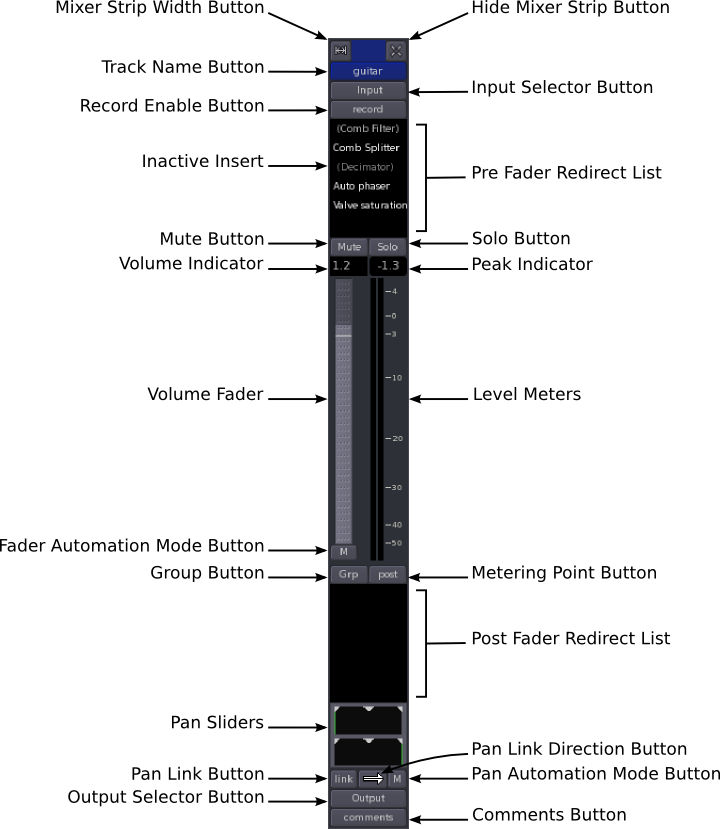 Mixer Strip Width Button
Hide Mixer Strip Button
Track Name Button
guitar
Input
Input Selector Button
Record Enable Button
record
(Comb Filter)
Comb Splitter
Inactive Insert
(Decimator)
Pre Fader Redirect List
Auto phaser
Valve saturation
Mute Button
Mute
Solo
Solo Button
Volume Indicator
1.2
-1.3
Peak Indicator
-4
-0
-3
-10
Volume Fader
Level Meters
-20
-30
-40
-50
Fader Automation Mode Button
M
Group Button
Grp
post
Metering Point Button
Post Fader Redirect List
Pan Sliders
Pan Link Direction Button
Pan Link Button
link
M
Pan Automation Mode Button
Output Selector Button
Output
comments
Comments Button